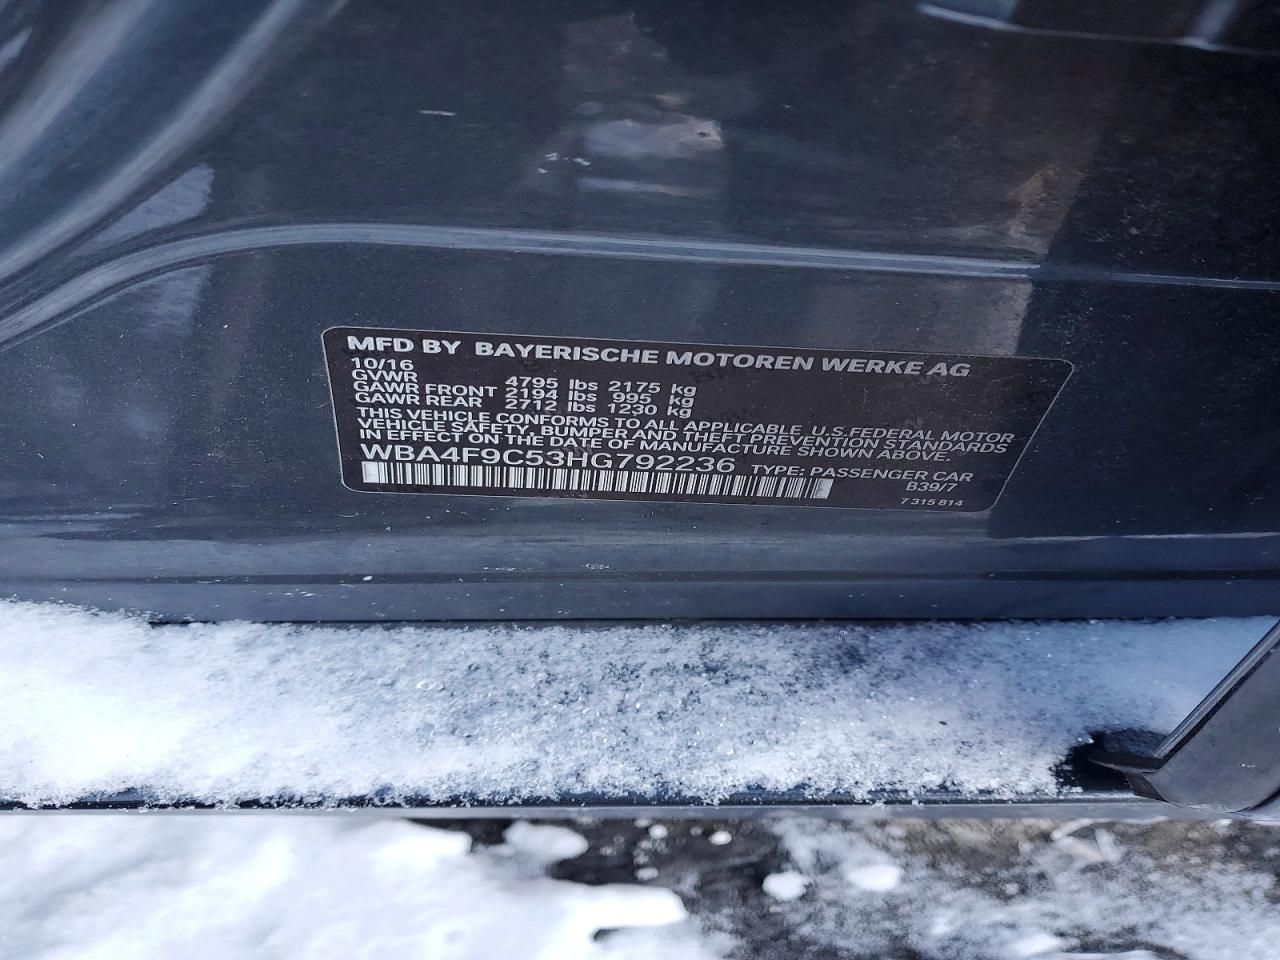 MFD BY BAYERISCHE MOTOREN WERKE AG
10/16
GVWR 4795 lbs 2175 kg
GAWR FRONT 2194 lbs 995 kg
GAWR REAR 2712 lbs 1230 kg
THIS VEHICLE CONFORMS TO ALL APPLICABLE U.S.FEDERAL MOTOR
VEHICLE SAFETY, BUMPER AND THEFT PREVENTION STANDARDS
IN EFFECT ON THE DATE OF MANUFACTURE SHOWN ABOVE.
WBA4F9C53HG792236 TYPE: PASSENGER CAR
B39/7
7 315 814